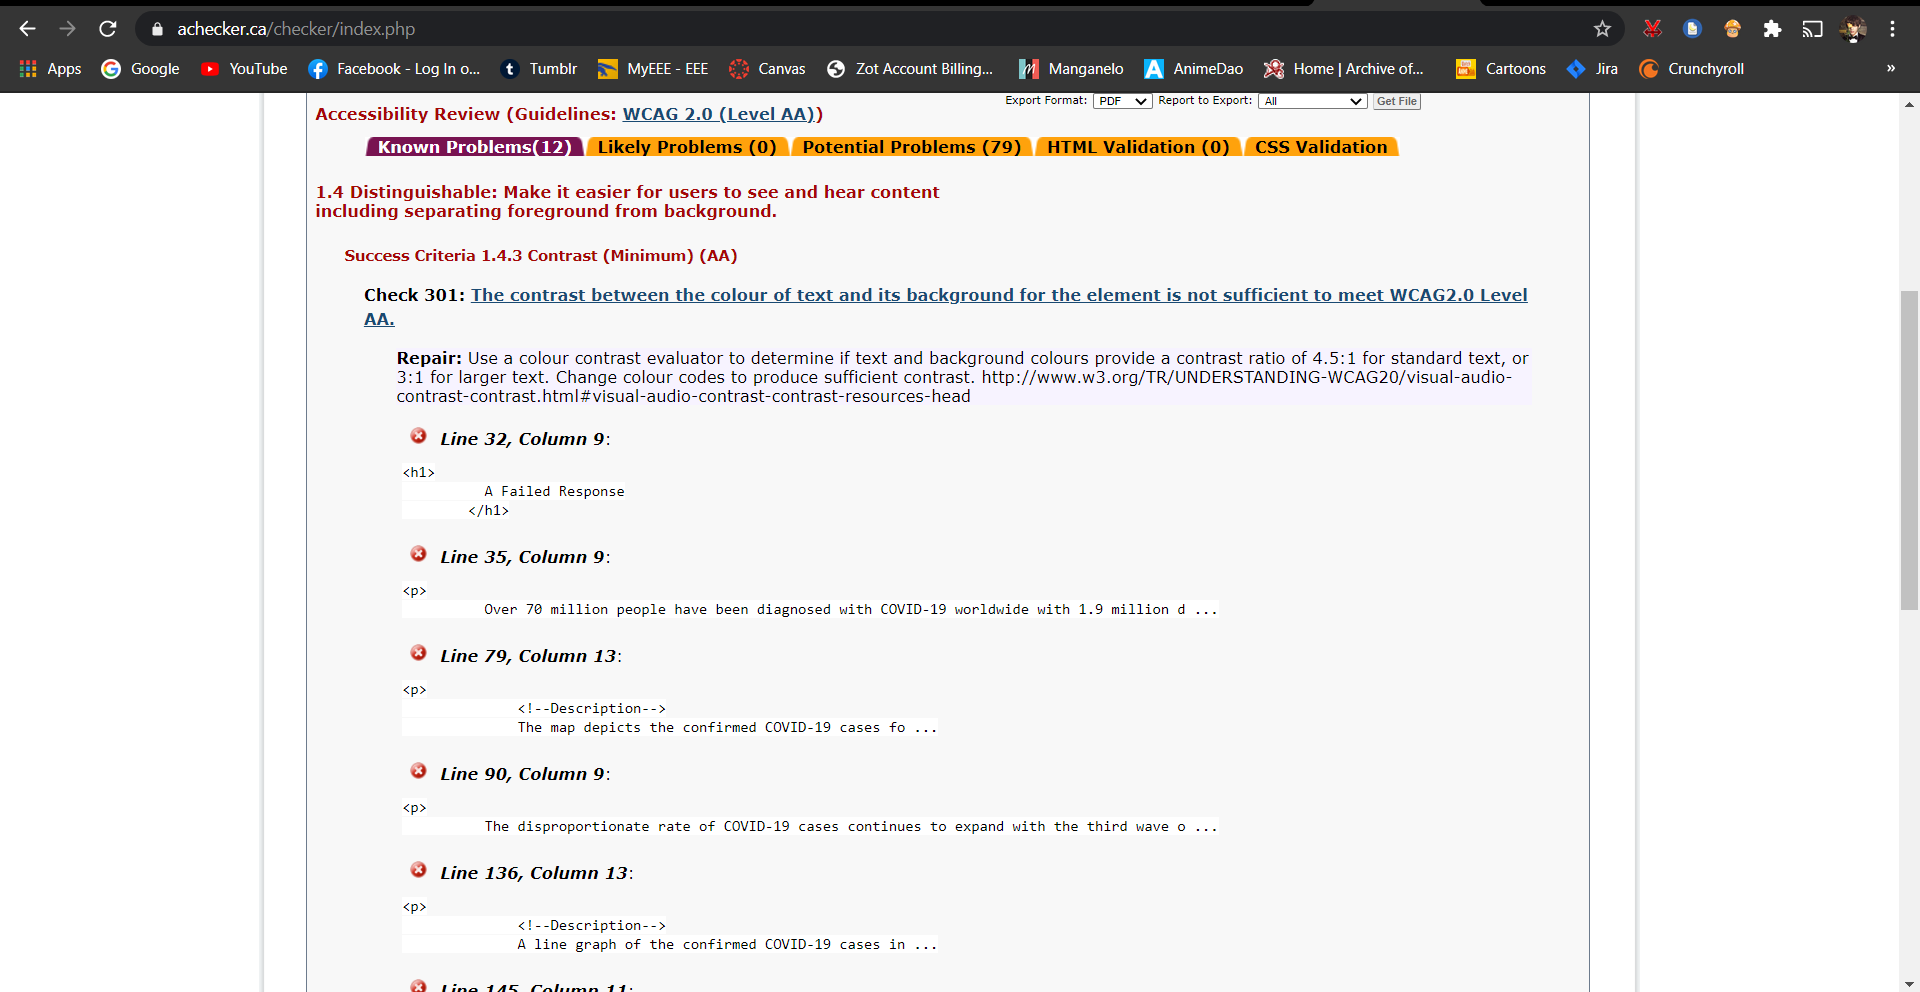 achecker.ca/checker/index.php
Apps Google YouTube Facebook - Log In o... Tumblr MyEEE - EEE Canvas Zot Account Billing... Manganelo AnimeDao Home | Archive of... Cartoons Jira Crunchyroll »
Export Format: PDF Report to Export: All Get File
Accessibility Review (Guidelines: WCAG 2.0 (Level AA))
Known Problems(12) Likely Problems (0) Potential Problems (79) HTML Validation (0) CSS Validation
1.4 Distinguishable: Make it easier for users to see and hear content
including separating foreground from background.
Success Criteria 1.4.3 Contrast (Minimum) (AA)
Check 301: The contrast between the colour of text and its background for the element is not sufficient to meet WCAG2.0 Level
AA.
Repair: Use a colour contrast evaluator to determine if text and background colours provide a contrast ratio of 4.5:1 for standard text, or
3:1 for larger text. Change colour codes to produce sufficient contrast. http://www.w3.org/TR/UNDERSTANDING-WCAG20/visual-audio-
contrast-contrast.html#visual-audio-contrast-contrast-resources-head
Line 32, Column 9:
<h1>
A Failed Response
</h1>
Line 35, Column 9:
<p>
Over 70 million people have been diagnosed with COVID-19 worldwide with 1.9 million d ...
Line 79, Column 13:
<p>
<!--Description-->
The map depicts the confirmed COVID-19 cases fo ...
Line 90, Column 9:
<p>
The disproportionate rate of COVID-19 cases continues to expand with the third wave o ...
Line 136, Column 13:
<p>
<!--Description-->
A line graph of the confirmed COVID-19 cases in ...
Line 145, Column 11: